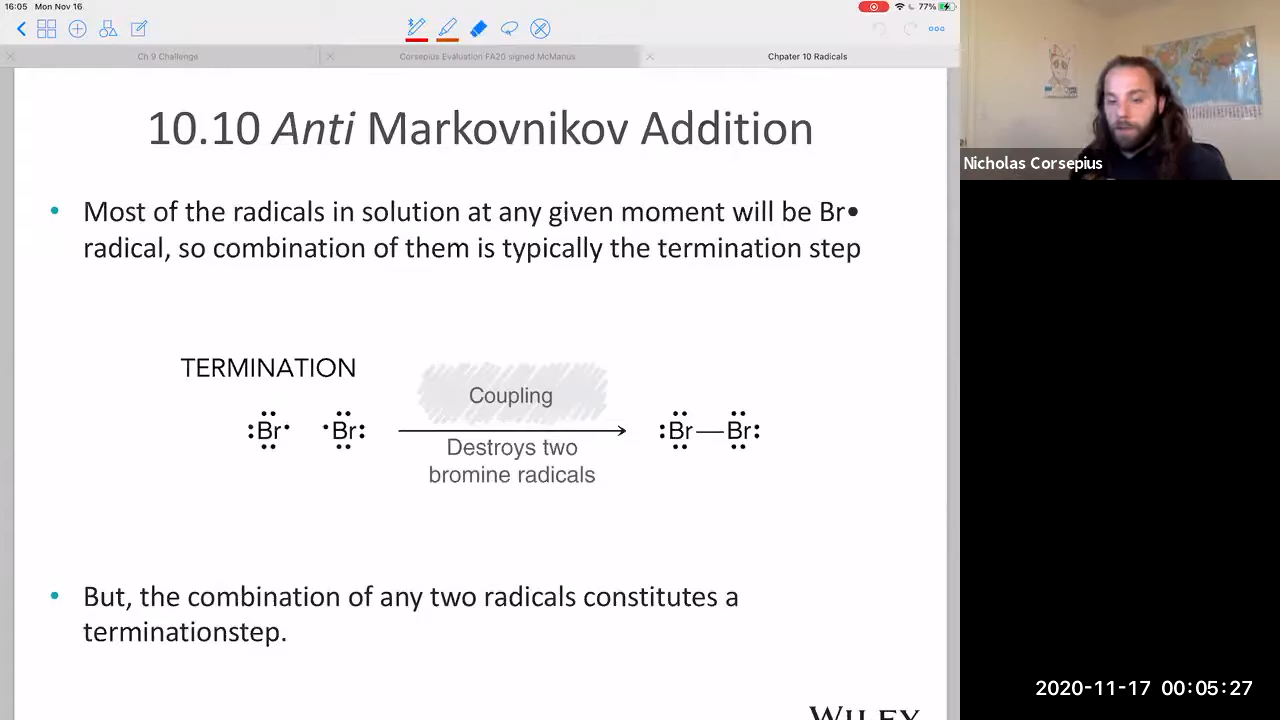 16:05 Mon Nov 16
77%
Ch 9 Challenge
Corsepius Evaluation FA20 signed McManus
Chpater 10 Radicals
10.10 Anti Markovnikov Addition
Nicholas Corsepius
• Most of the radicals in solution at any given moment will be Br•
radical, so combination of them is typically the termination step
TERMINATION
Coupling
:Br· ·Br: :Br—Br:
Destroys two
bromine radicals
• But, the combination of any two radicals constitutes a
terminationstep.
WILEY
2020-11-17 00:05:27